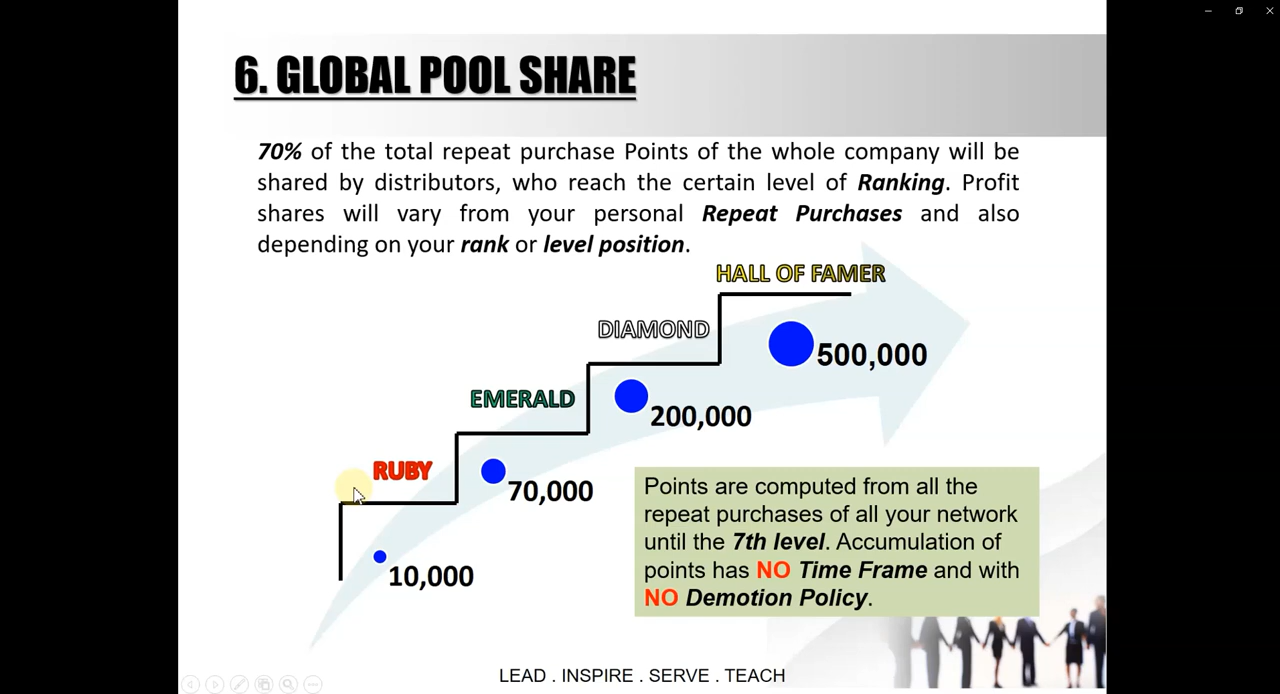 6. GLOBAL POOL SHARE
70% of the total repeat purchase Points of the whole company will be
shared by distributors, who reach the certain level of Ranking. Profit
shares will vary from your personal Repeat Purchases and also
depending on your rank or level position.
HALL OF FAMER
DIAMOND
500,000
EMERALD
200,000
RUBY
70,000
10,000
Points are computed from all the
repeat purchases of all your network
until the 7th level. Accumulation of
points has NO Time Frame and with
NO Demotion Policy.
LEAD . INSPIRE . SERVE . TEACH